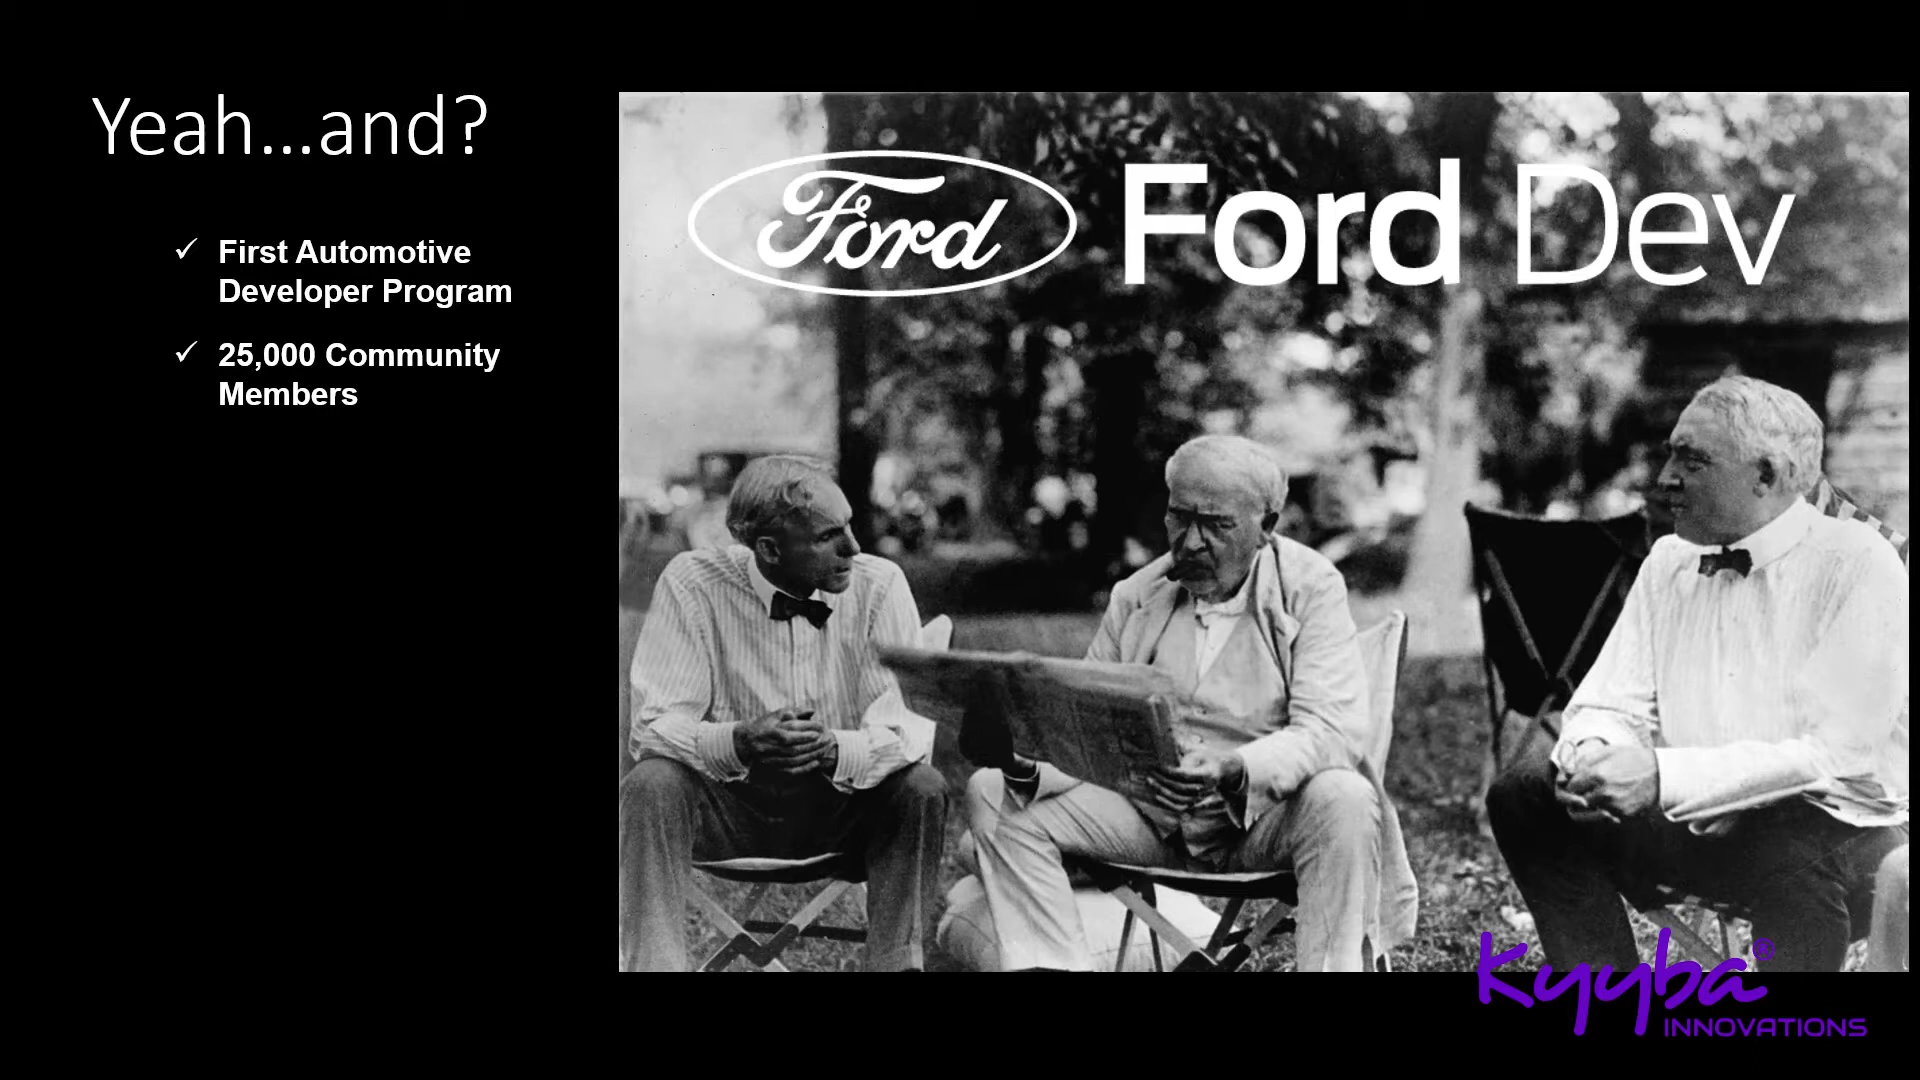 Yeah...and?
✓ First Automotive
Developer Program
✓ 25,000 Community
Members
Ford Ford Dev
Kyyba®
INNOVATIONS